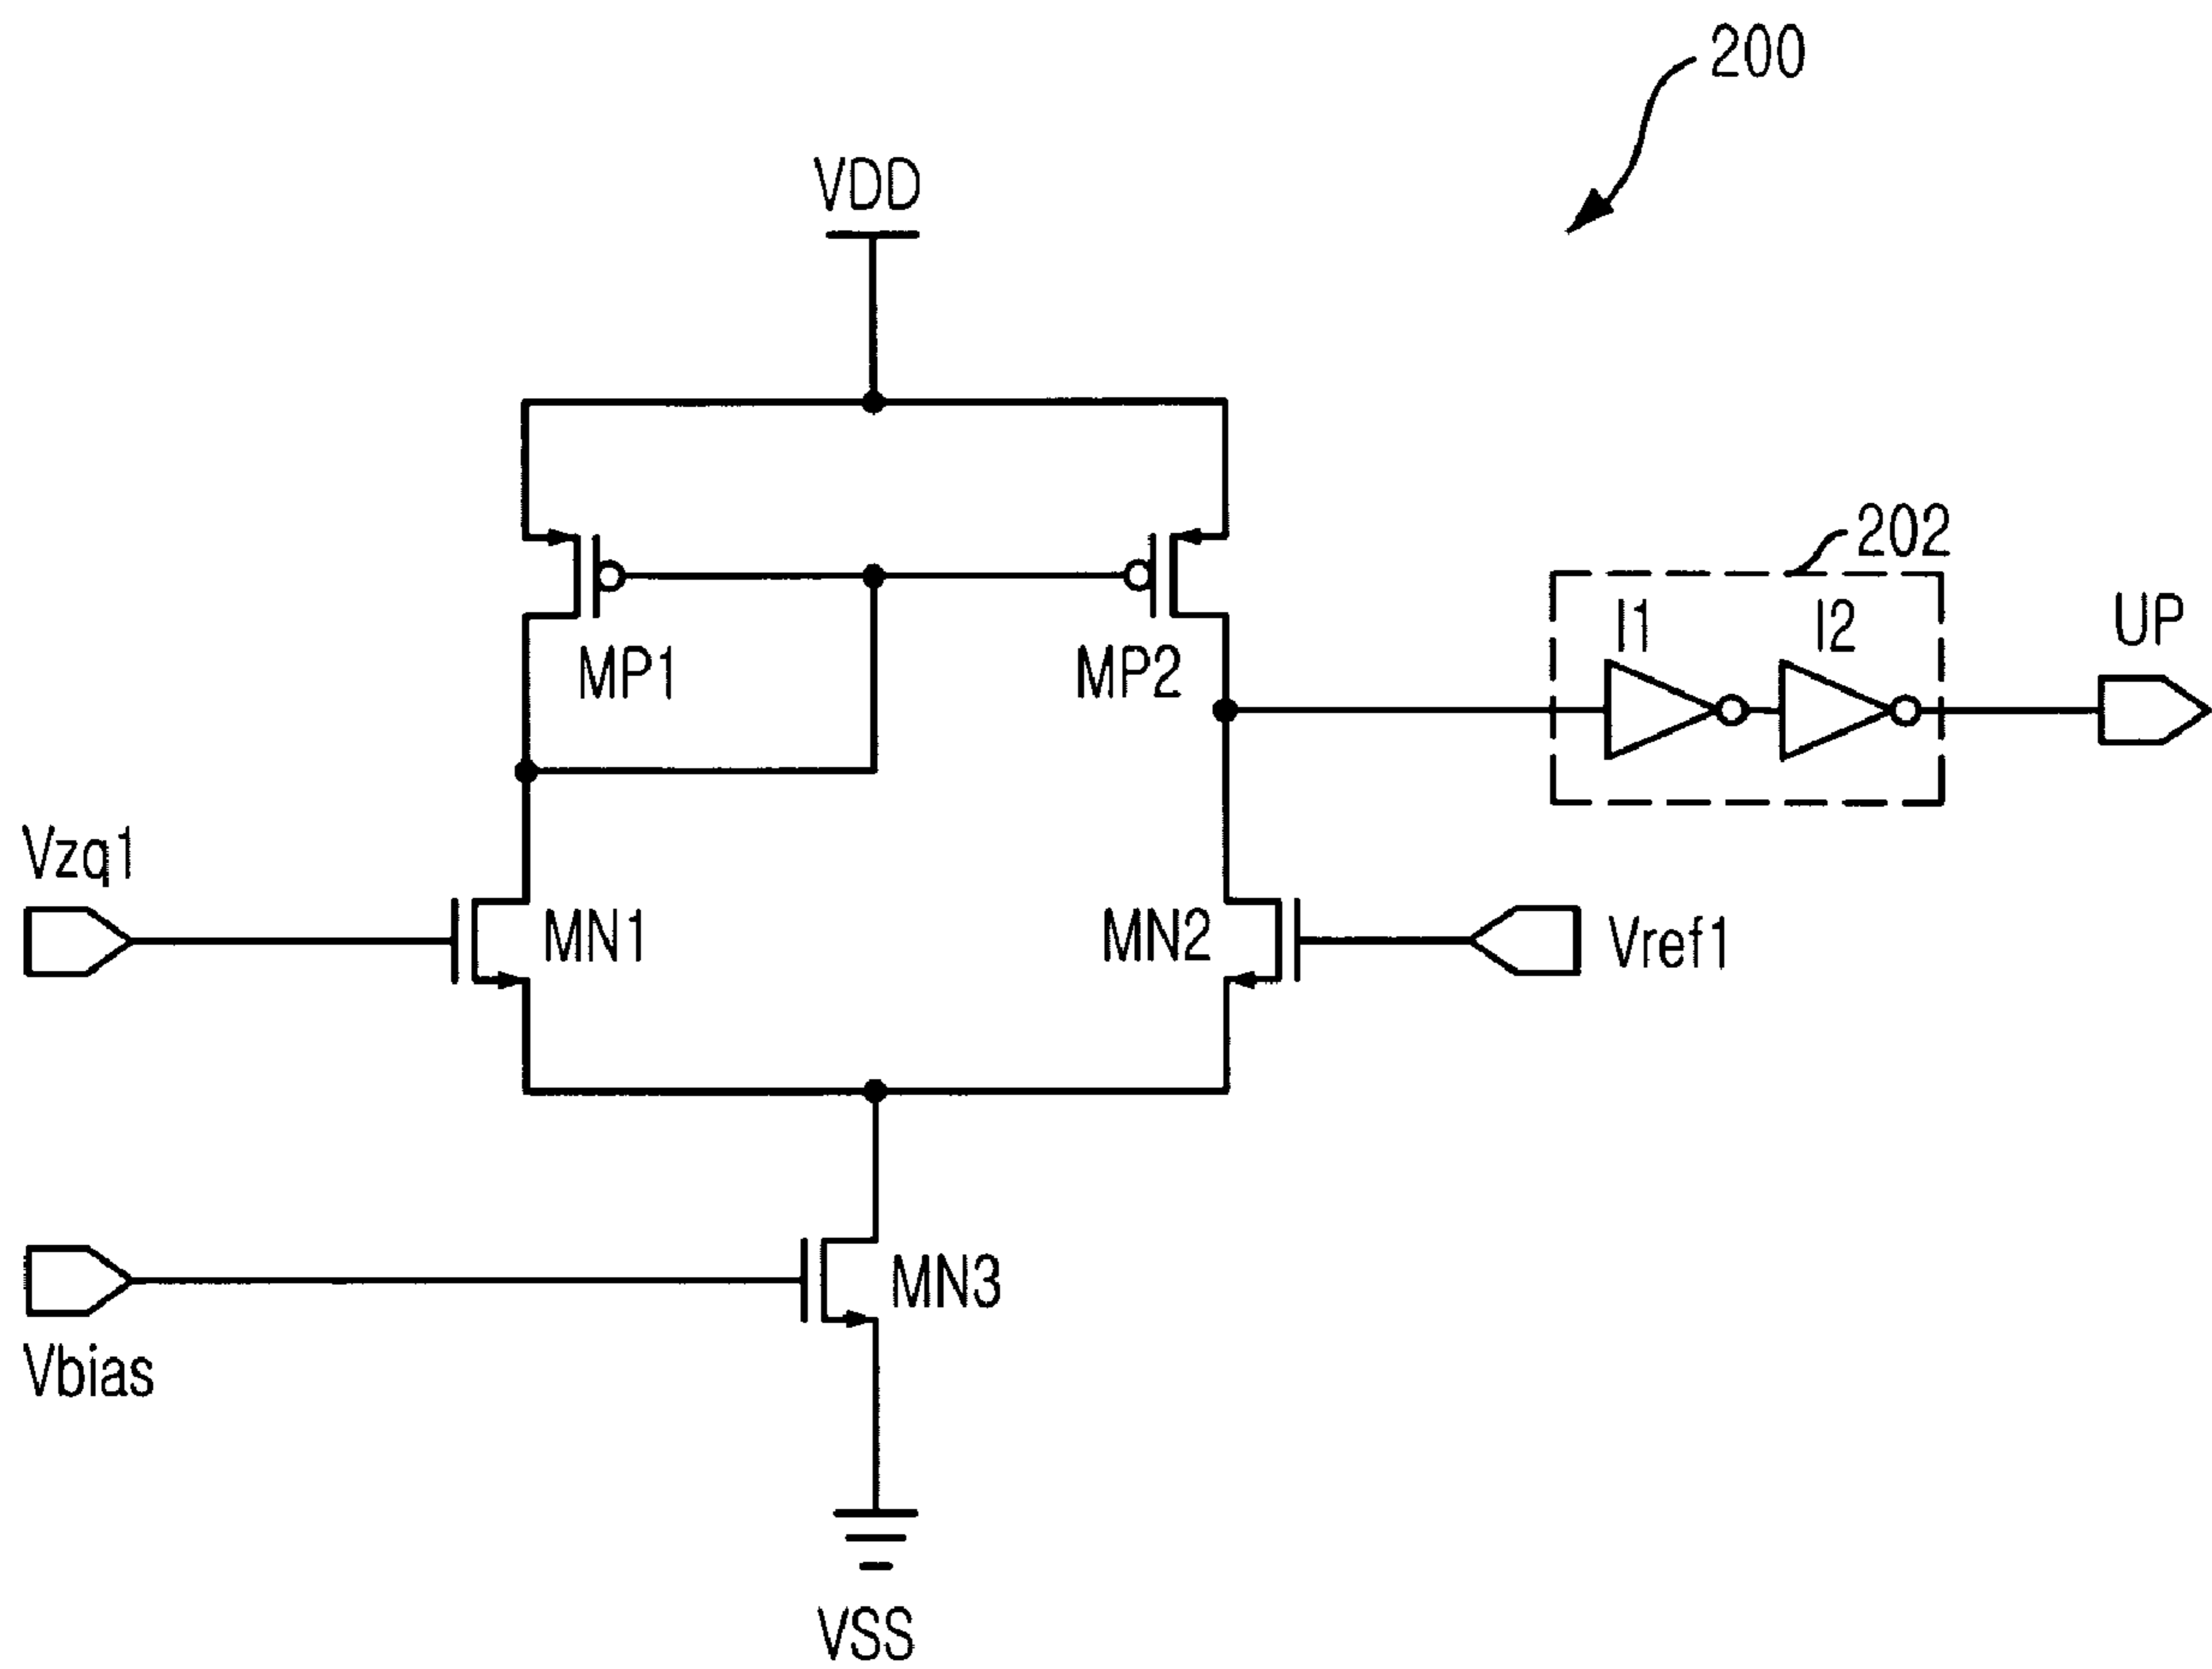 200
VDD
202
I1
I2
UP
MP1
MP2
Vzq1
MN1
MN2
Vref1
MN3
Vbias
VSS